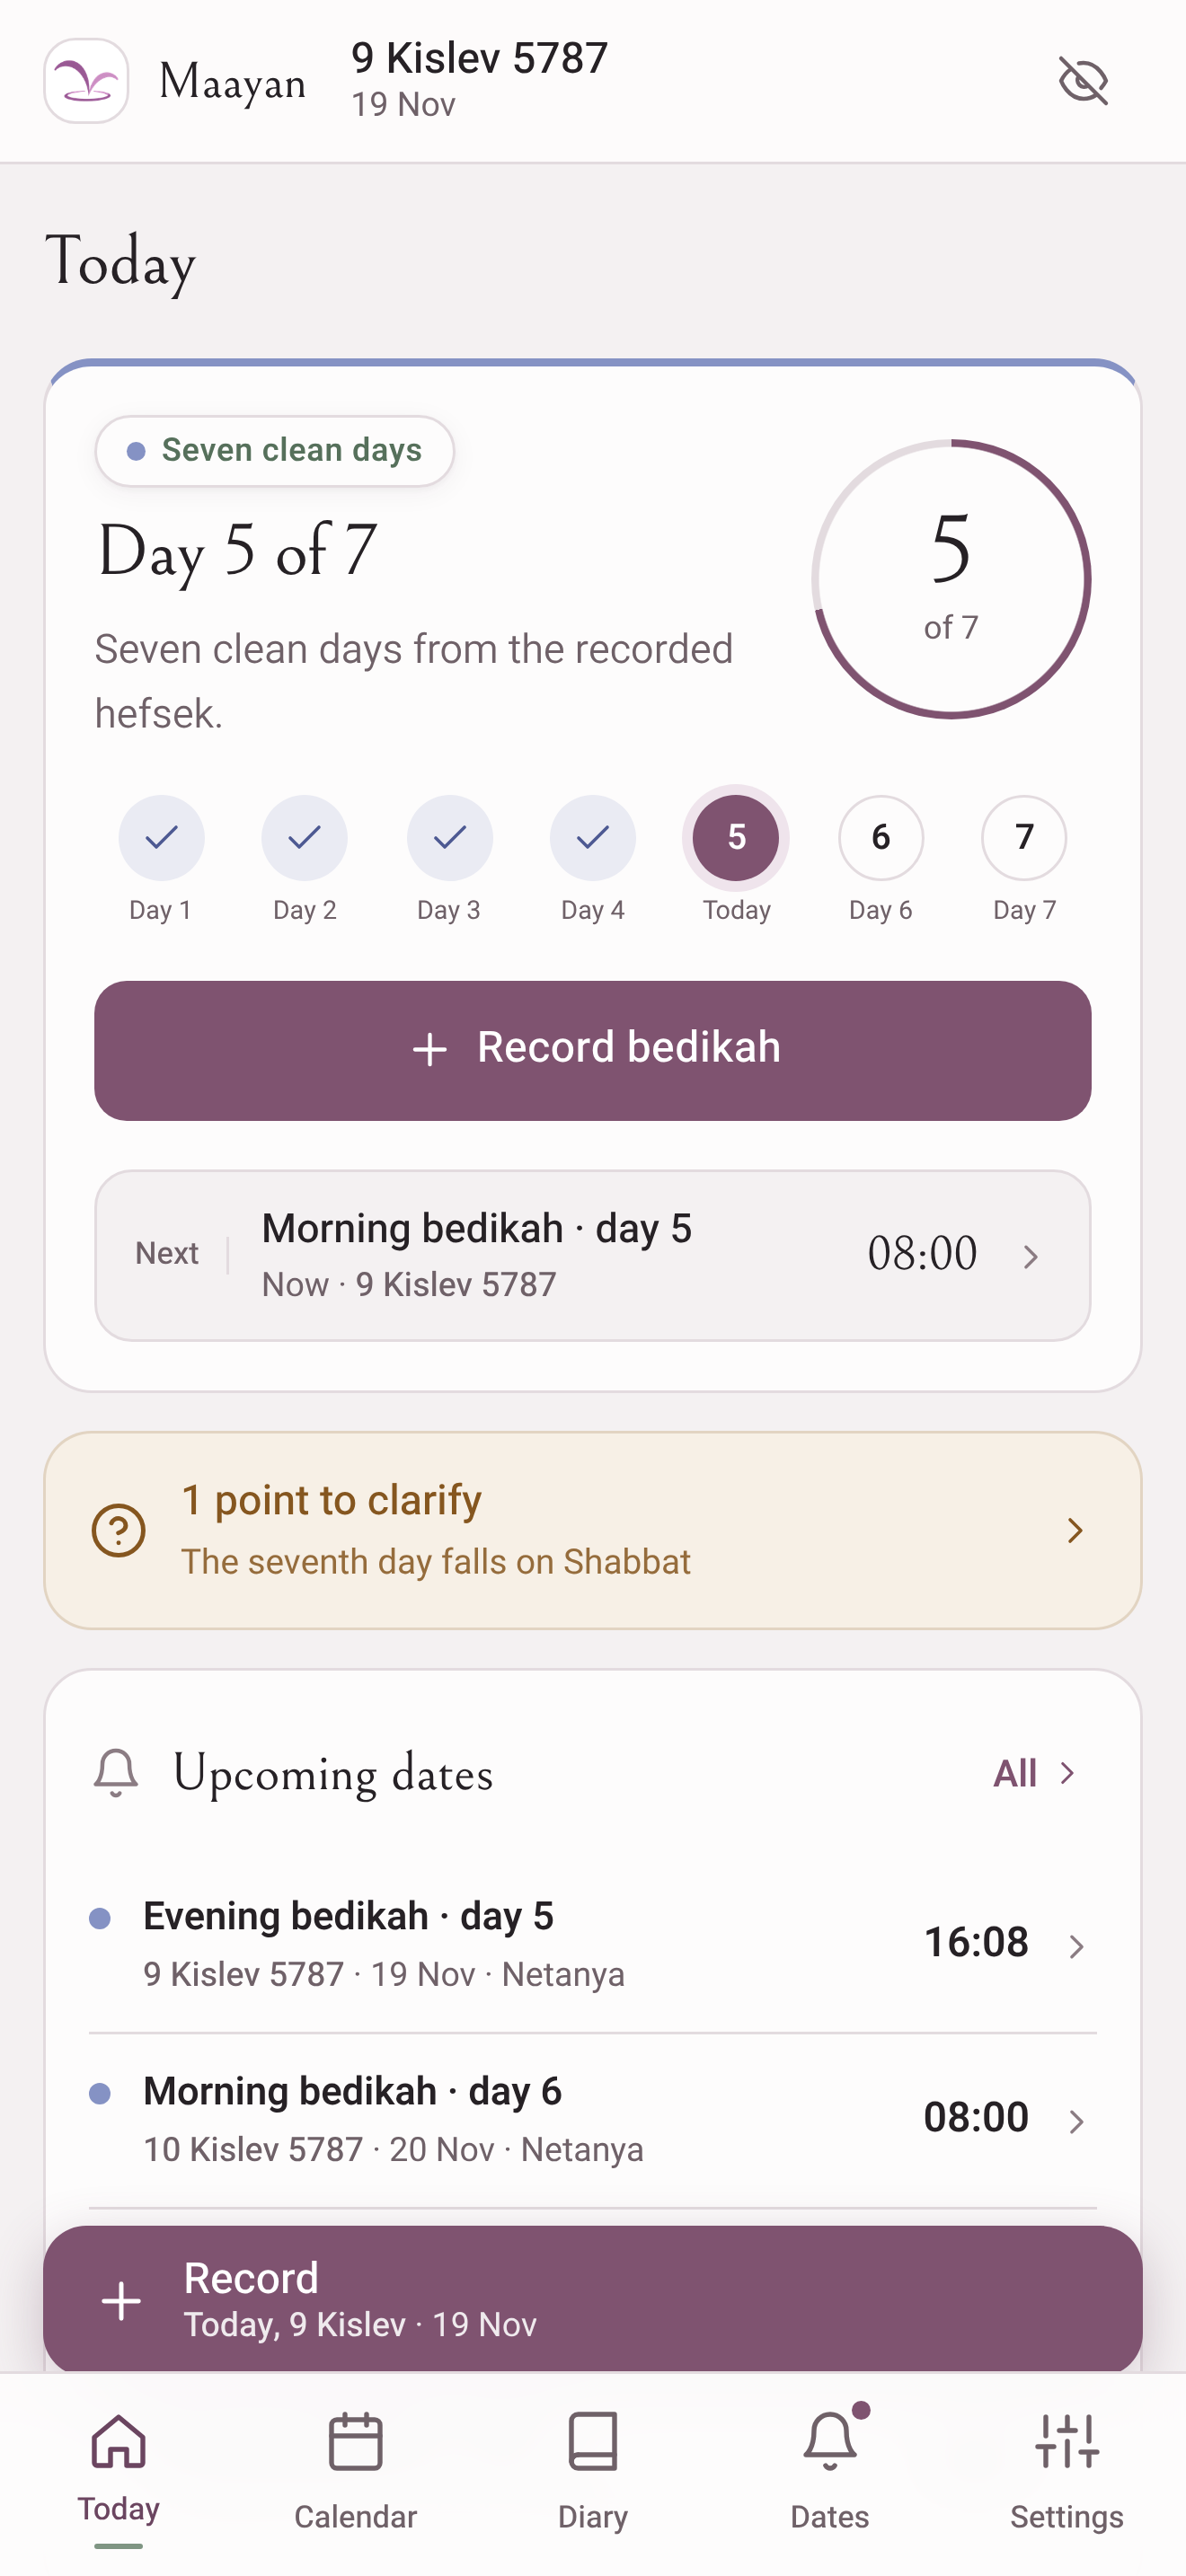 Maayan
9 Kislev 5787
19 Nov
Today
Seven clean days
Day 5 of 7
Seven clean days from the recorded
hefsek.
5
of 7
5
6
7
Day 1
Day 2
Day 3
Day 4
Today
Day 6
Day 7
Record bedikah
Next
Morning bedikah · day 5
Now · 9 Kislev 5787
08:00
1 point to clarify
The seventh day falls on Shabbat
Upcoming dates
All
Evening bedikah · day 5
9 Kislev 5787 · 19 Nov · Netanya
16:08
Morning bedikah · day 6
10 Kislev 5787 · 20 Nov · Netanya
08:00
Record
Today, 9 Kislev · 19 Nov
Today
Calendar
Diary
Dates
Settings